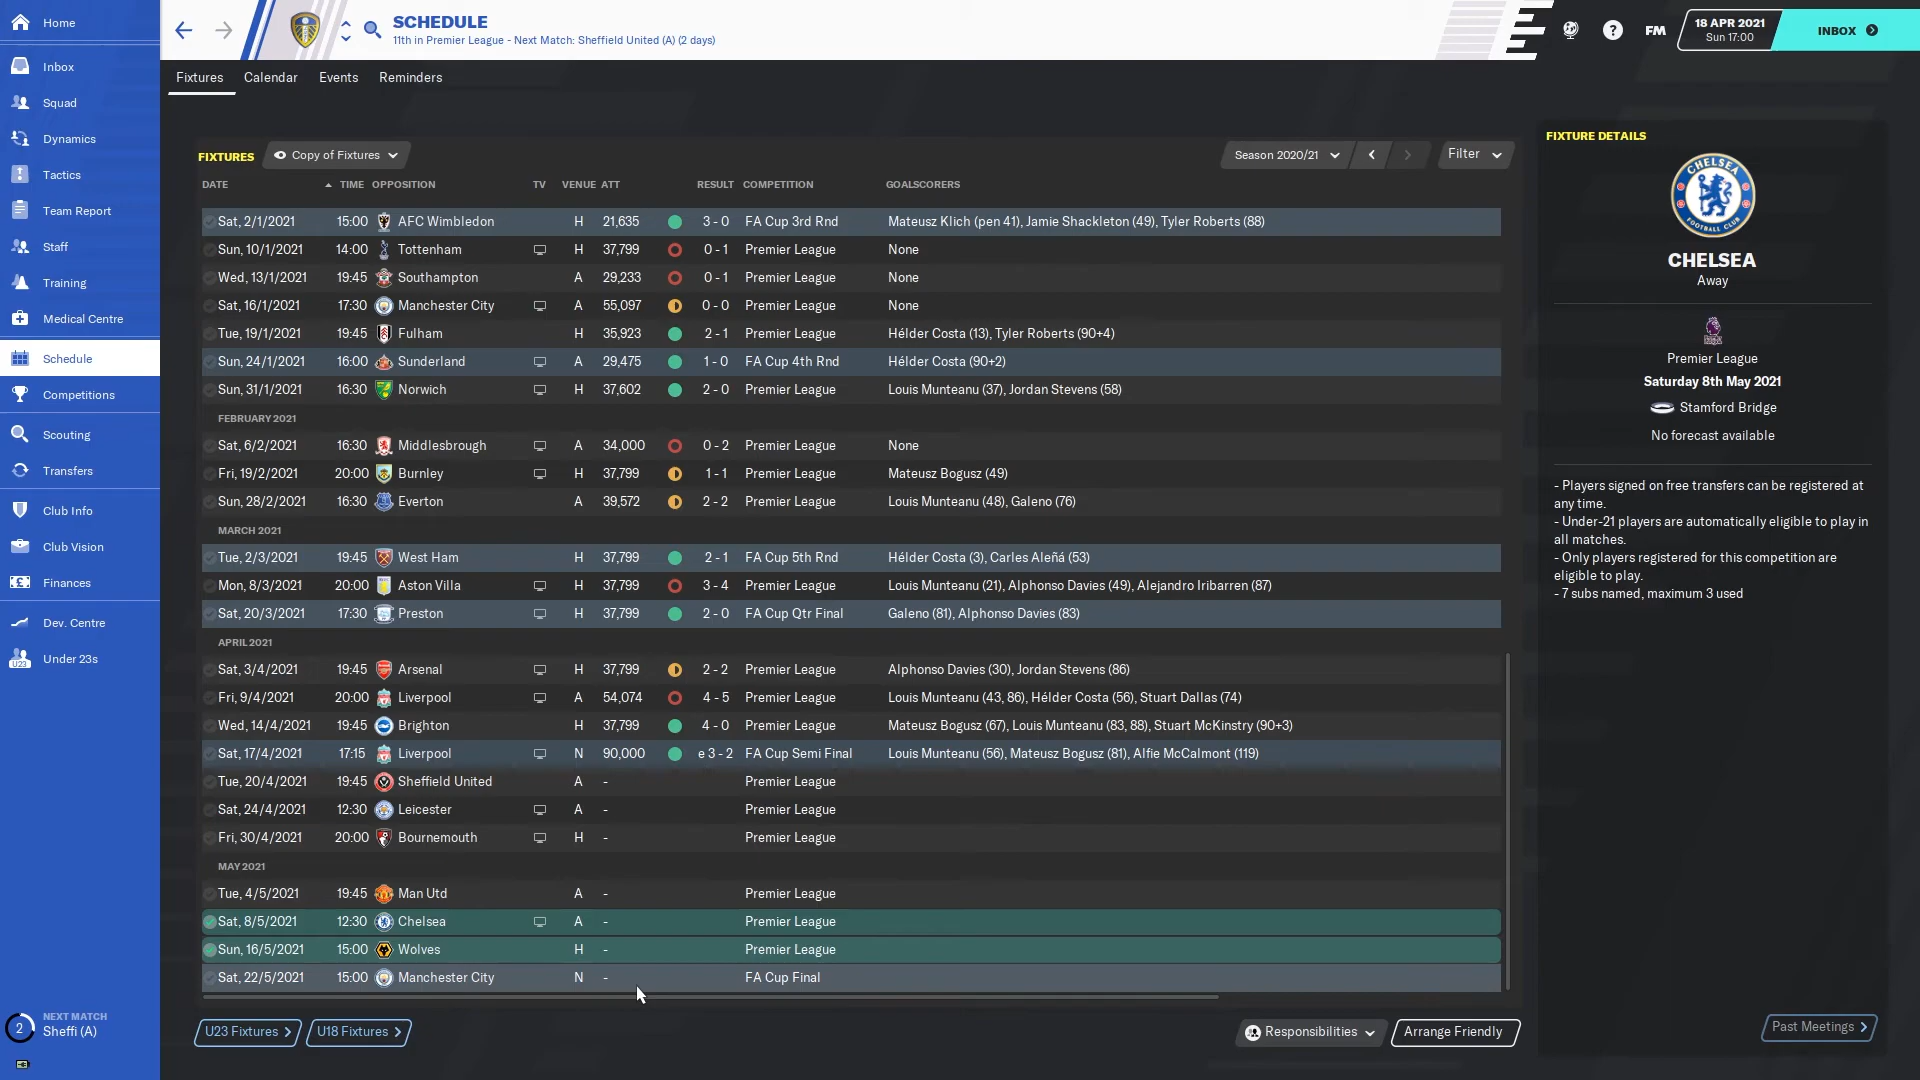 Home
Inbox
Squad
Dynamics
Tactics
Team Report
Staff
Training
Medical Centre
Schedule
Competitions
Scouting
Transfers
Club Info
Club Vision
Finances
Dev. Centre
U23 Under 23s
2 NEXT MATCH
Sheffi (A)
SCHEDULE
11th in Premier League - Next Match: Sheffield United (A) (2 days)
? FM 18 APR 2021 INBOX
Sun 17:00
Fixtures Calendar Events Reminders
FIXTURES Copy of Fixtures Season 2020/21 Filter
DATE TIME OPPOSITION TV VENUE ATT RESULT COMPETITION GOALSCORERS
Sat, 2/1/2021 15:00 AFC Wimbledon H 21,635 3 - 0 FA Cup 3rd Rnd Mateusz Klich (pen 41), Jamie Shackleton (49), Tyler Roberts (88)
Sun, 10/1/2021 14:00 Tottenham H 37,799 0 - 1 Premier League None
Wed, 13/1/2021 19:45 Southampton A 29,233 0 - 1 Premier League None
Sat, 16/1/2021 17:30 Manchester City A 55,097 0 - 0 Premier League None
Tue, 19/1/2021 19:45 Fulham H 35,923 2 - 1 Premier League Hélder Costa (13), Tyler Roberts (90+4)
Sun, 24/1/2021 16:00 Sunderland A 29,475 1 - 0 FA Cup 4th Rnd Hélder Costa (90+2)
Sun, 31/1/2021 16:30 Norwich H 37,602 2 - 0 Premier League Louis Munteanu (37), Jordan Stevens (58)
FEBRUARY 2021
Sat, 6/2/2021 16:30 Middlesbrough A 34,000 0 - 2 Premier League None
Fri, 19/2/2021 20:00 Burnley H 37,799 1 - 1 Premier League Mateusz Bogusz (49)
Sun, 28/2/2021 16:30 Everton A 39,572 2 - 2 Premier League Louis Munteanu (48), Galeno (76)
MARCH 2021
Tue, 2/3/2021 19:45 West Ham H 37,799 2 - 1 FA Cup 5th Rnd Hélder Costa (3), Carles Aleñá (53)
Mon, 8/3/2021 20:00 Aston Villa H 37,799 3 - 4 Premier League Louis Munteanu (21), Alphonso Davies (49), Alejandro Iribarren (87)
Sat, 20/3/2021 17:30 Preston H 37,799 2 - 0 FA Cup Qtr Final Galeno (81), Alphonso Davies (83)
APRIL 2021
Sat, 3/4/2021 19:45 Arsenal H 37,799 2 - 2 Premier League Alphonso Davies (30), Jordan Stevens (86)
Fri, 9/4/2021 20:00 Liverpool A 54,074 4 - 5 Premier League Louis Munteanu (43, 86), Hélder Costa (56), Stuart Dallas (74)
Wed, 14/4/2021 19:45 Brighton H 37,799 4 - 0 Premier League Mateusz Bogusz (67), Louis Munteanu (83, 88), Stuart McKinstry (90+3)
Sat, 17/4/2021 17:15 Liverpool N 90,000 e 3 - 2 FA Cup Semi Final Louis Munteanu (56), Mateusz Bogusz (81), Alfie McCalmont (119)
Tue, 20/4/2021 19:45 Sheffield United A - Premier League
Sat, 24/4/2021 12:30 Leicester A - Premier League
Fri, 30/4/2021 20:00 Bournemouth H - Premier League
MAY 2021
Tue, 4/5/2021 19:45 Man Utd A - Premier League
Sat, 8/5/2021 12:30 Chelsea A - Premier League
Sun, 16/5/2021 15:00 Wolves H - Premier League
Sat, 22/5/2021 15:00 Manchester City N - FA Cup Final
U23 Fixtures U18 Fixtures Responsibilities Arrange Friendly
FIXTURE DETAILS
CHELSEA
FOOTBALL CLUB
CHELSEA
Away
Premier League
Saturday 8th May 2021
Stamford Bridge
No forecast available
- Players signed on free transfers can be registered at
any time.
- Under-21 players are automatically eligible to play in
all matches.
- Only players registered for this competition are
eligible to play.
- 7 subs named, maximum 3 used
Past Meetings